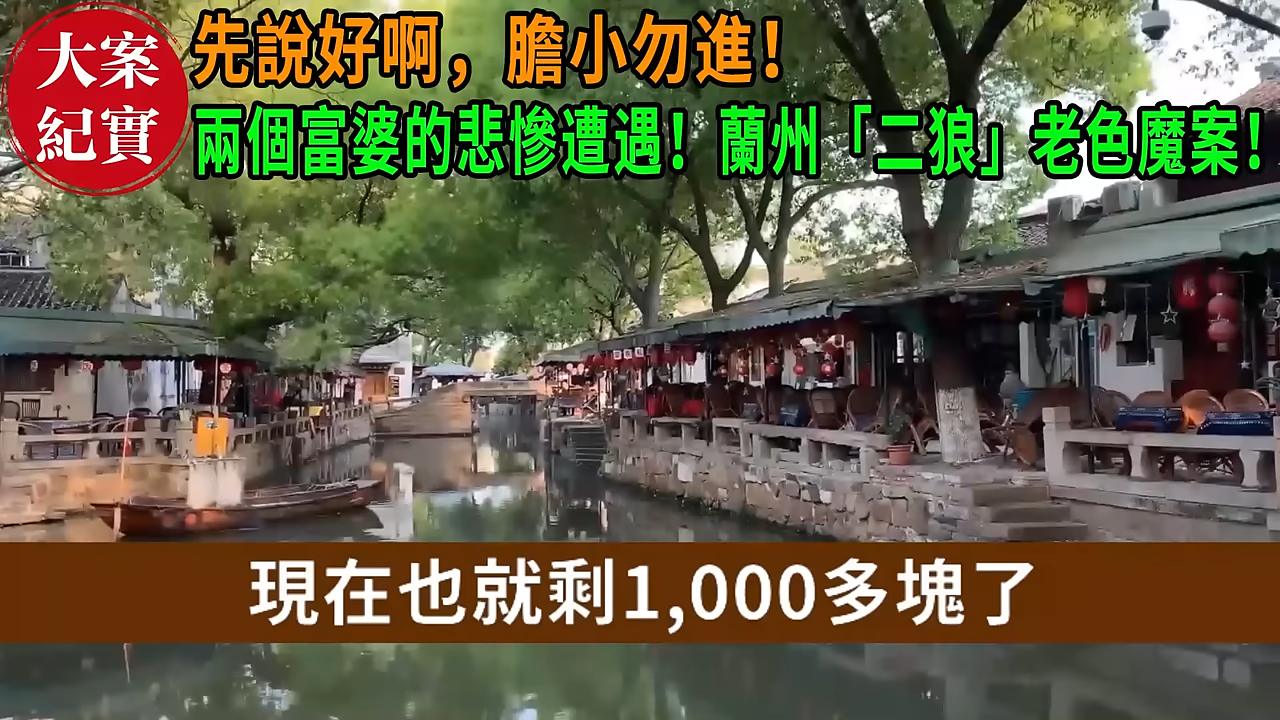 大案
紀實
先說好啊，膽小勿進！
兩個富婆的悲慘遭遇！蘭州「二狼」老色魔案！
現在也就剩1,000多塊了